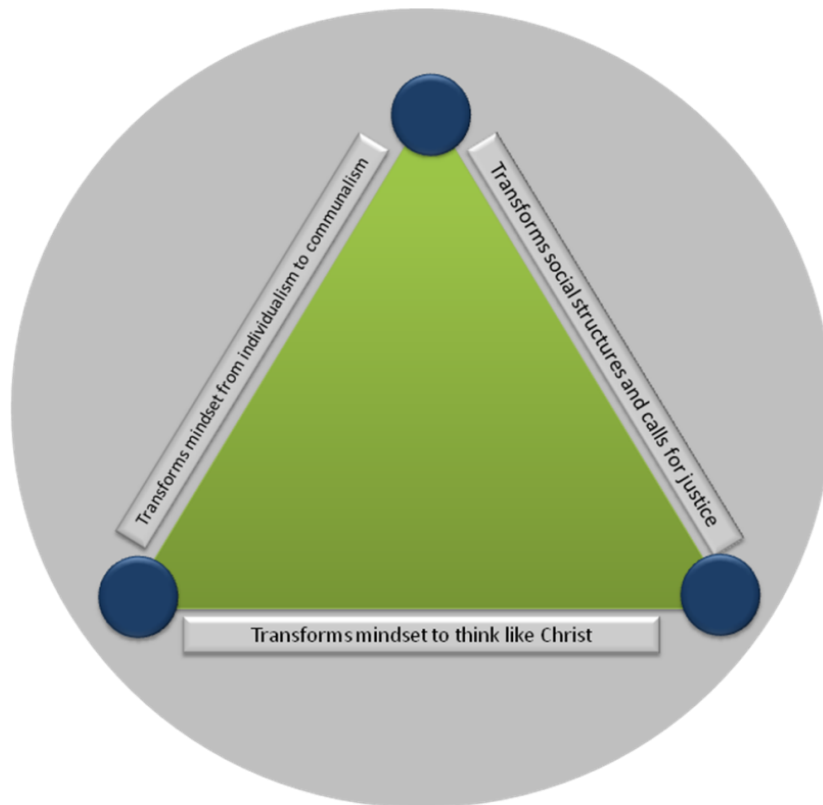 Transforms mindset from individualism to communalism
Transforms social structures and calls for justice
Transforms mindset to think like Christ